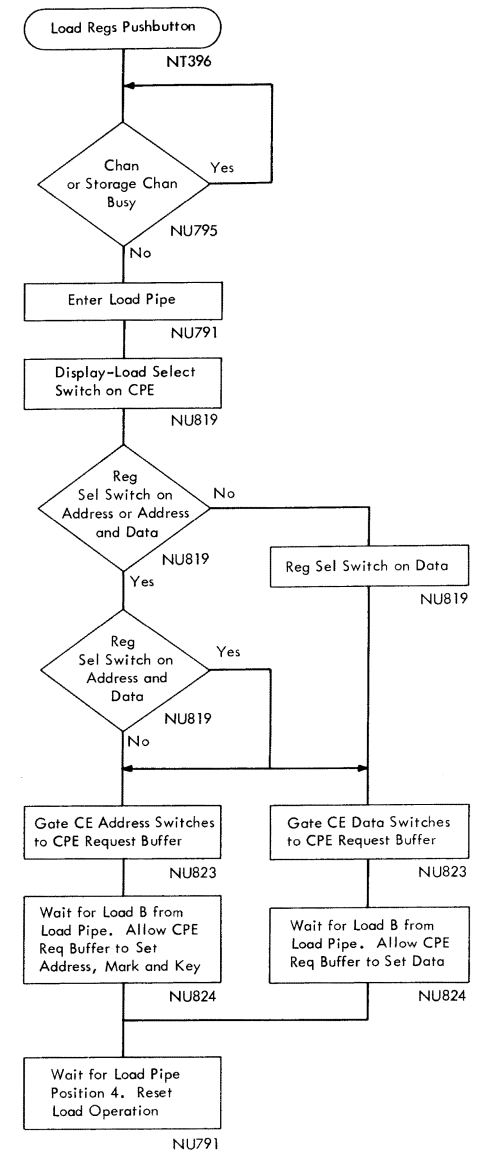 Load Regs Pushbutton
NT396
Chan
or Storage Chan
Busy
Yes
NU795
No
Enter Load Pipe
NU791
Display-Load Select
Switch on CPE
NU819
Reg
Sel Switch on
Address or Address
and Data
No
NU819
Yes
Reg Sel Switch on Data
NU819
Reg
Sel Switch on
Address and
Data
Yes
NU819
No
Gate CE Address Switches
to CPE Request Buffer
NU823
Gate CE Data Switches
to CPE Request Buffer
NU823
Wait for Load B from
Load Pipe. Allow CPE
Req Buffer to Set
Address, Mark and Key
NU824
Wait for Load B from
Load Pipe. Allow CPE
Req Buffer to Set Data
NU824
Wait for Load Pipe
Position 4. Reset
Load Operation
NU791